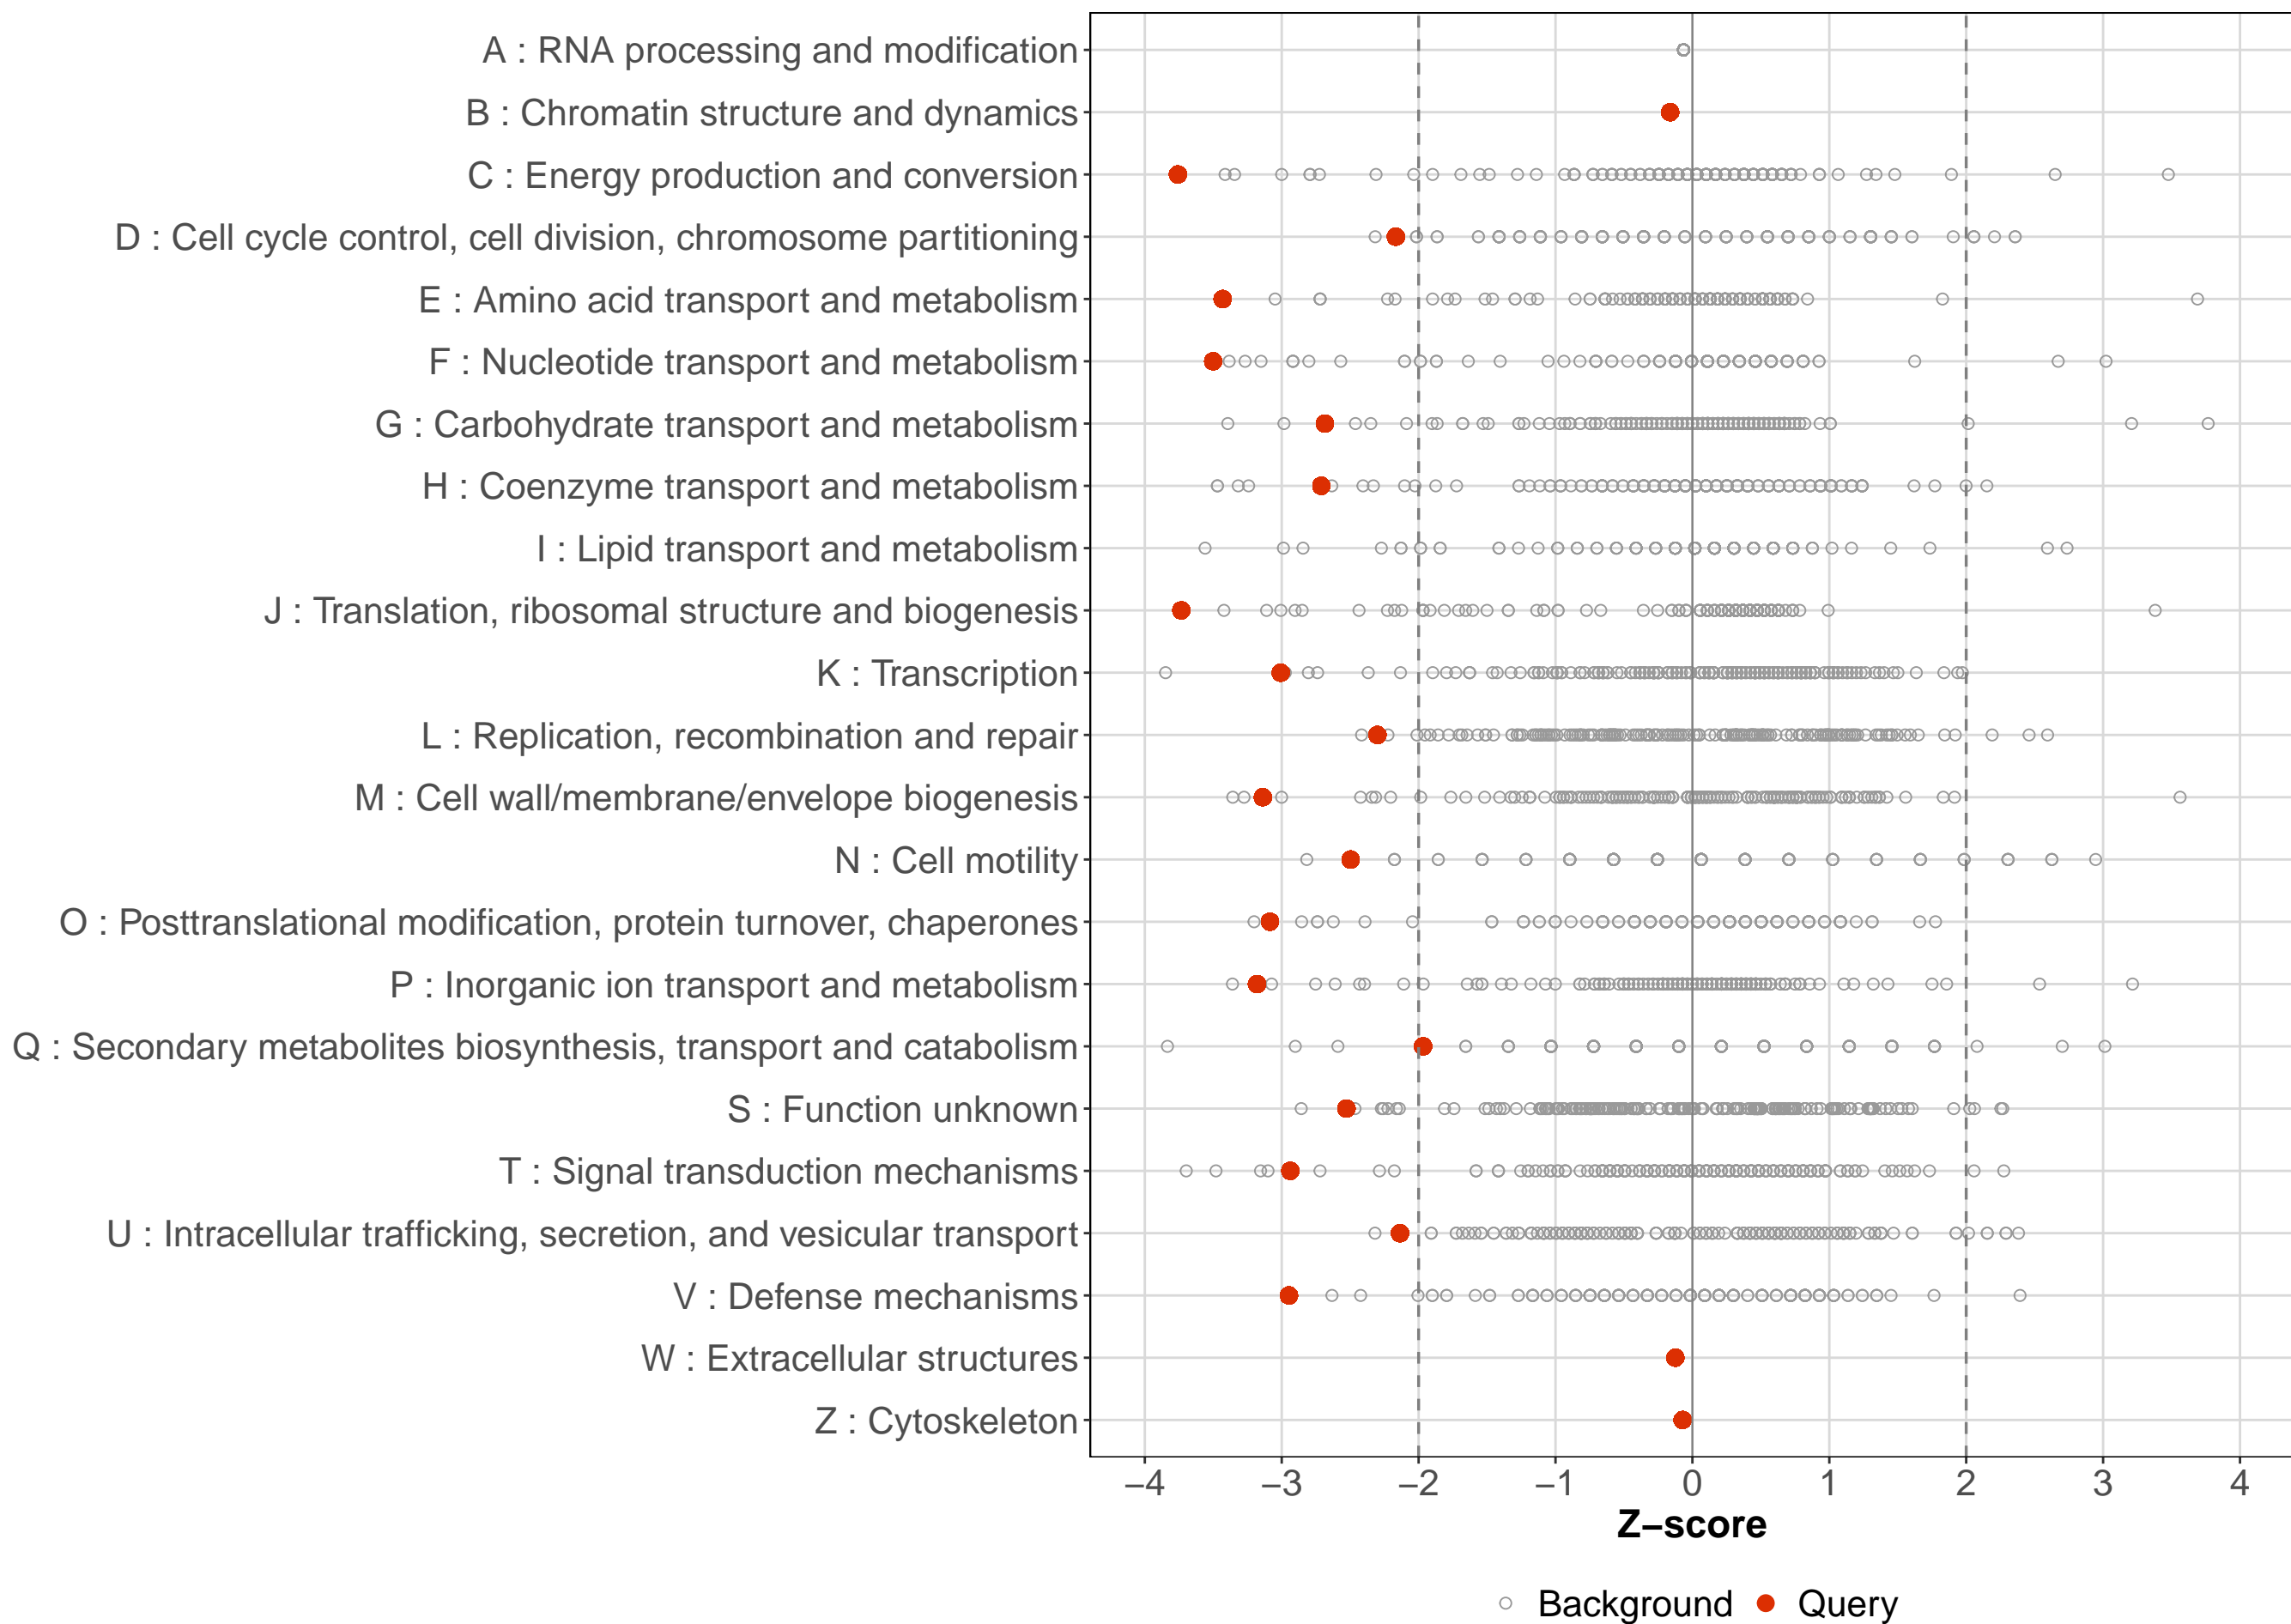 A : RNA processing and modification
B : Chromatin structure and dynamics
C : Energy production and conversion
D : Cell cycle control, cell division, chromosome partitioning
E : Amino acid transport and metabolism
F : Nucleotide transport and metabolism
G : Carbohydrate transport and metabolism
H : Coenzyme transport and metabolism
I : Lipid transport and metabolism
J : Translation, ribosomal structure and biogenesis
K : Transcription
L : Replication, recombination and repair
M : Cell wall/membrane/envelope biogenesis
N : Cell motility
O : Posttranslational modification, protein turnover, chaperones
P : Inorganic ion transport and metabolism
Q : Secondary metabolites biosynthesis, transport and catabolism
S : Function unknown
T : Signal transduction mechanisms
U : Intracellular trafficking, secretion, and vesicular transport
V : Defense mechanisms
W : Extracellular structures
Z : Cytoskeleton
−4 −3 −2 −1 0 1 2 3 4
Z−score
Background Query